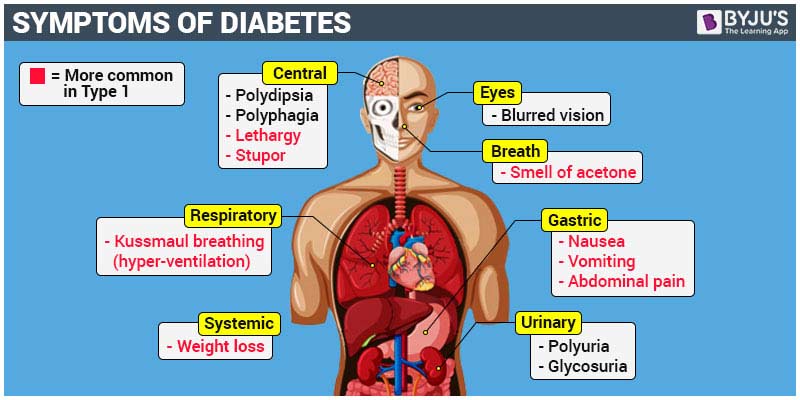 SYMPTOMS OF DIABETES
BYJU'S
The Learning App
= More common
in Type 1
Central
- Polydipsia
- Polyphagia
- Lethargy
- Stupor
Eyes
- Blurred vision
Breath
- Smell of acetone
Respiratory
- Kussmaul breathing
(hyper-ventilation)
Gastric
- Nausea
- Vomiting
- Abdominal pain
Systemic
- Weight loss
Urinary
- Polyuria
- Glycosuria